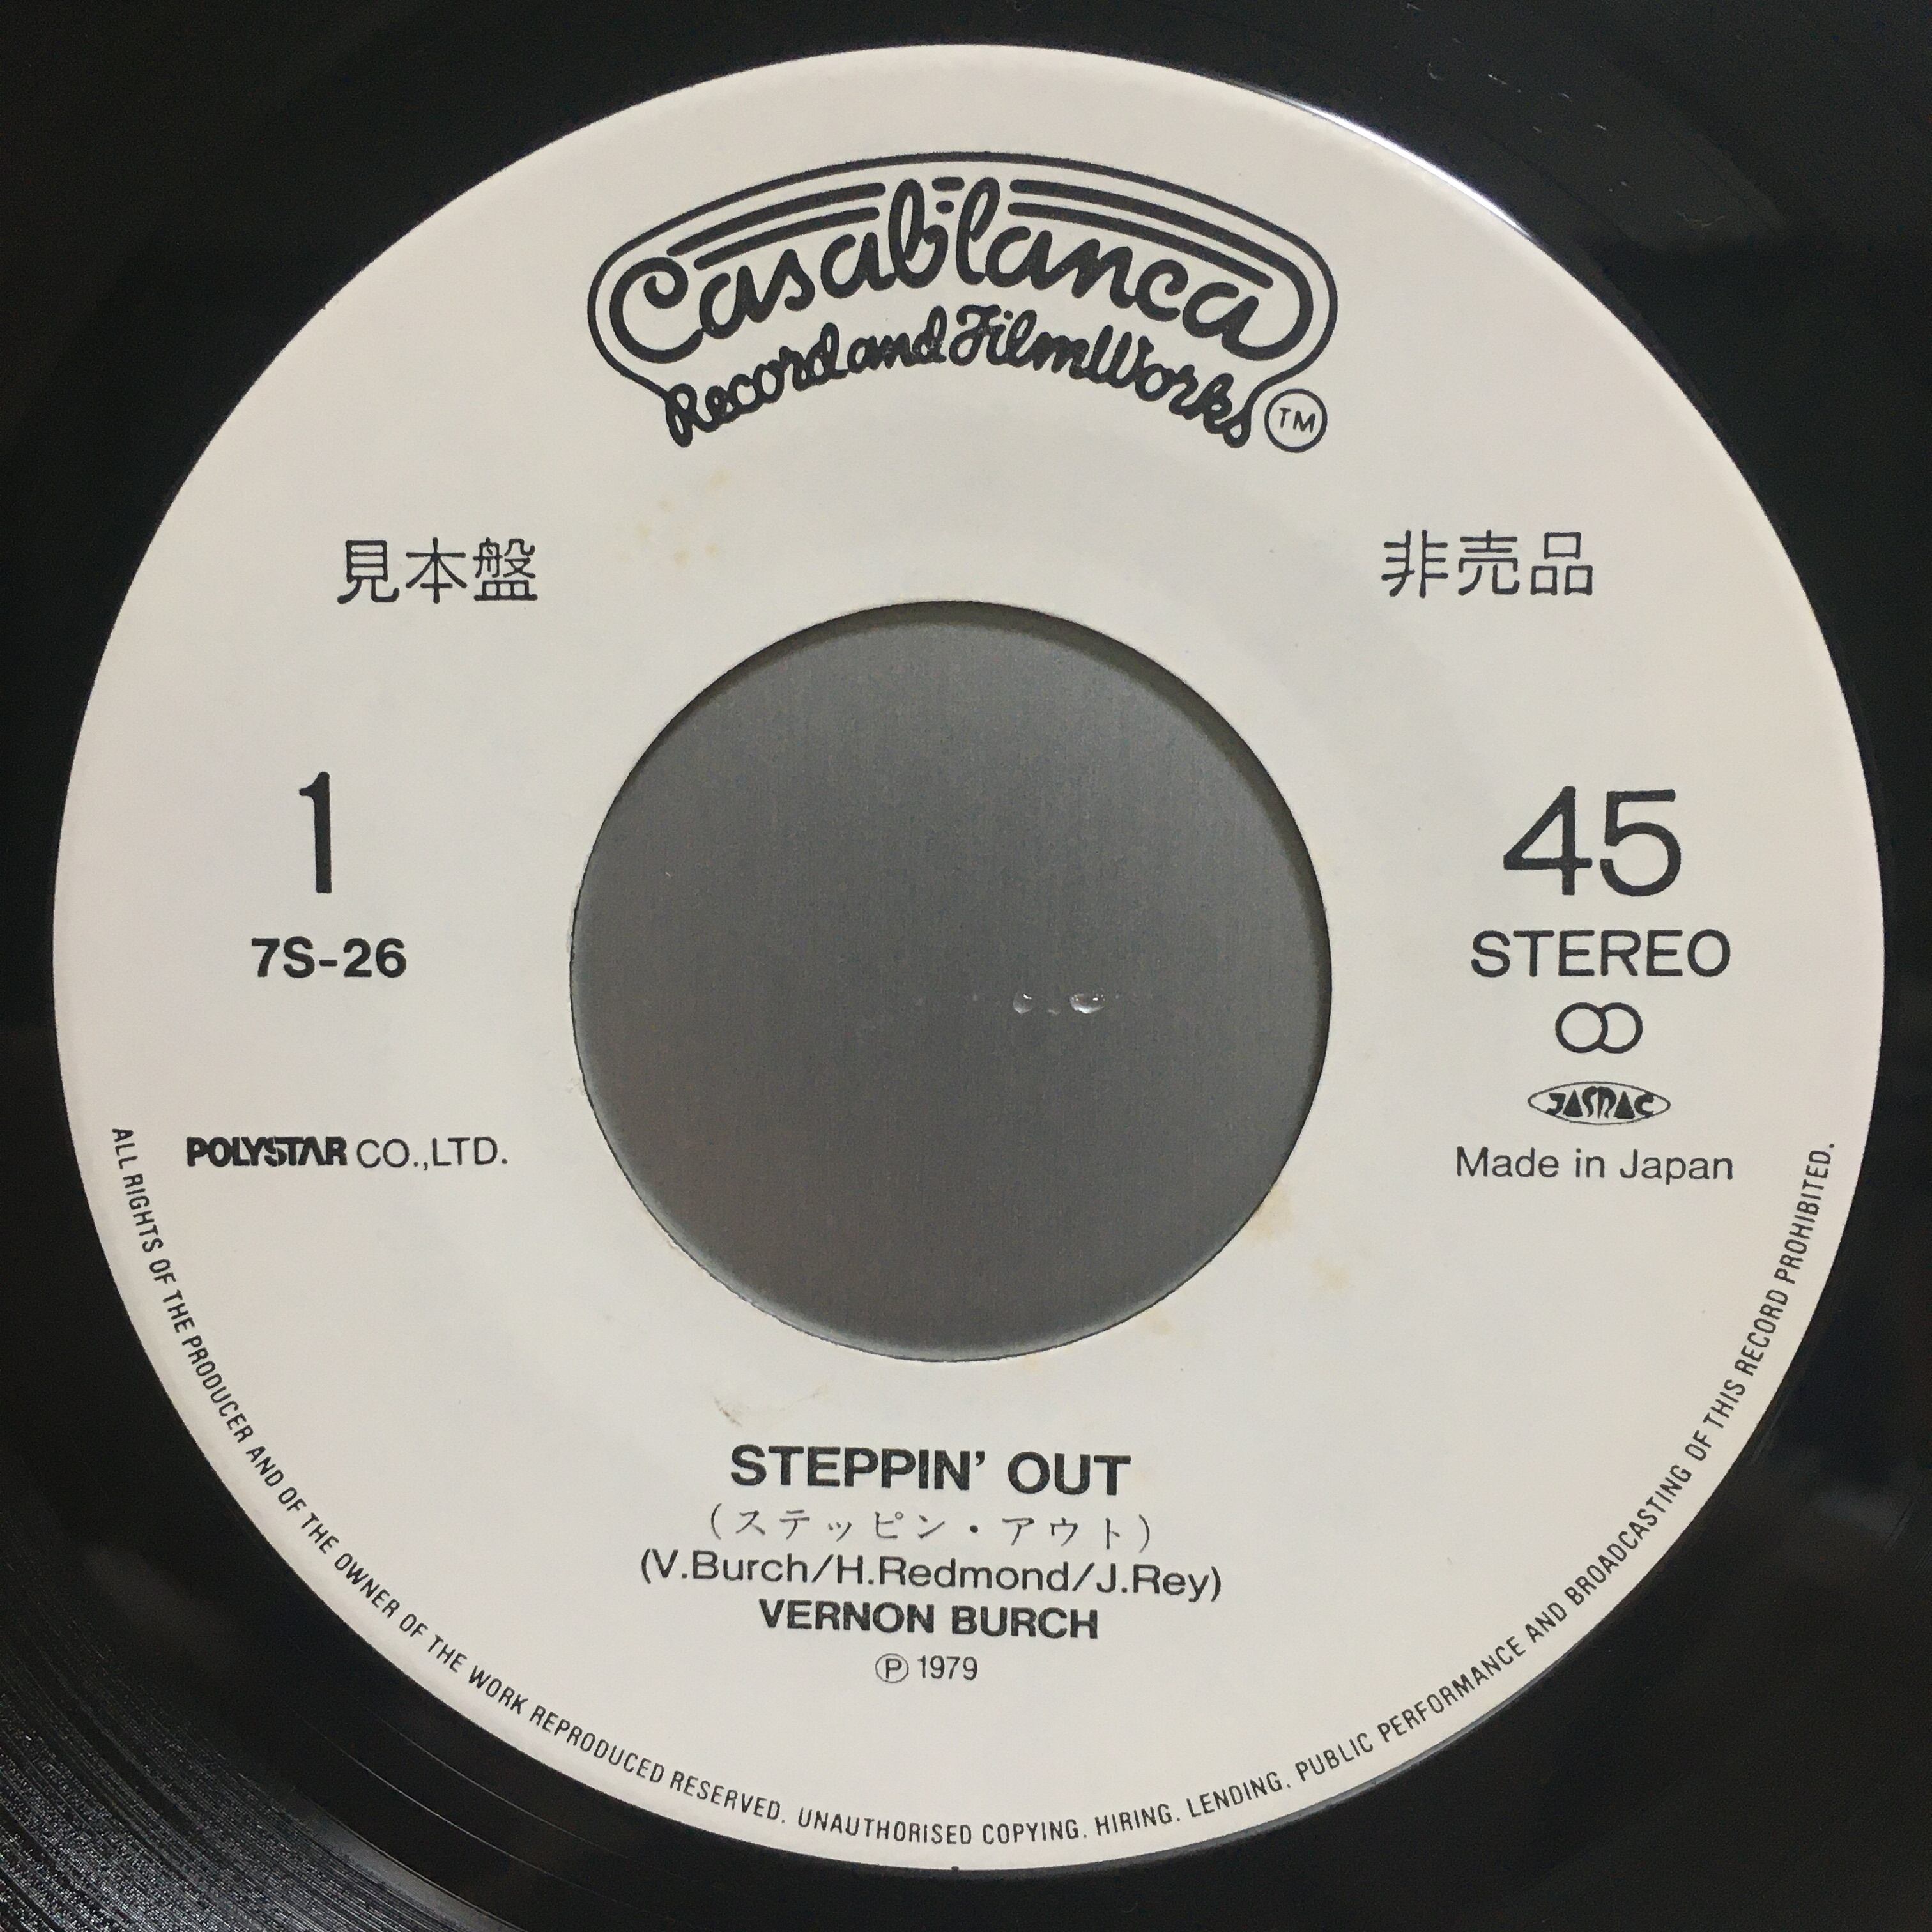 Casablanca
Record and FilmWorks
TM
見本盤
非売品
1
7S-26
45
STEREO
JASRAC
Made in Japan
POLYSTAR CO.,LTD.
STEPPIN' OUT
(ステッピン・アウト)
(V.Burch/H.Redmond/J.Rey)
VERNON BURCH
Ⓟ 1979
ALL RIGHTS OF THE PRODUCER AND OF THE OWNER OF THE WORK REPRODUCED RESERVED. UNAUTHORISED COPYING. HIRING. LENDING. PUBLIC PERFORMANCE AND BROADCASTING OF THIS RECORD PROHIBITED.